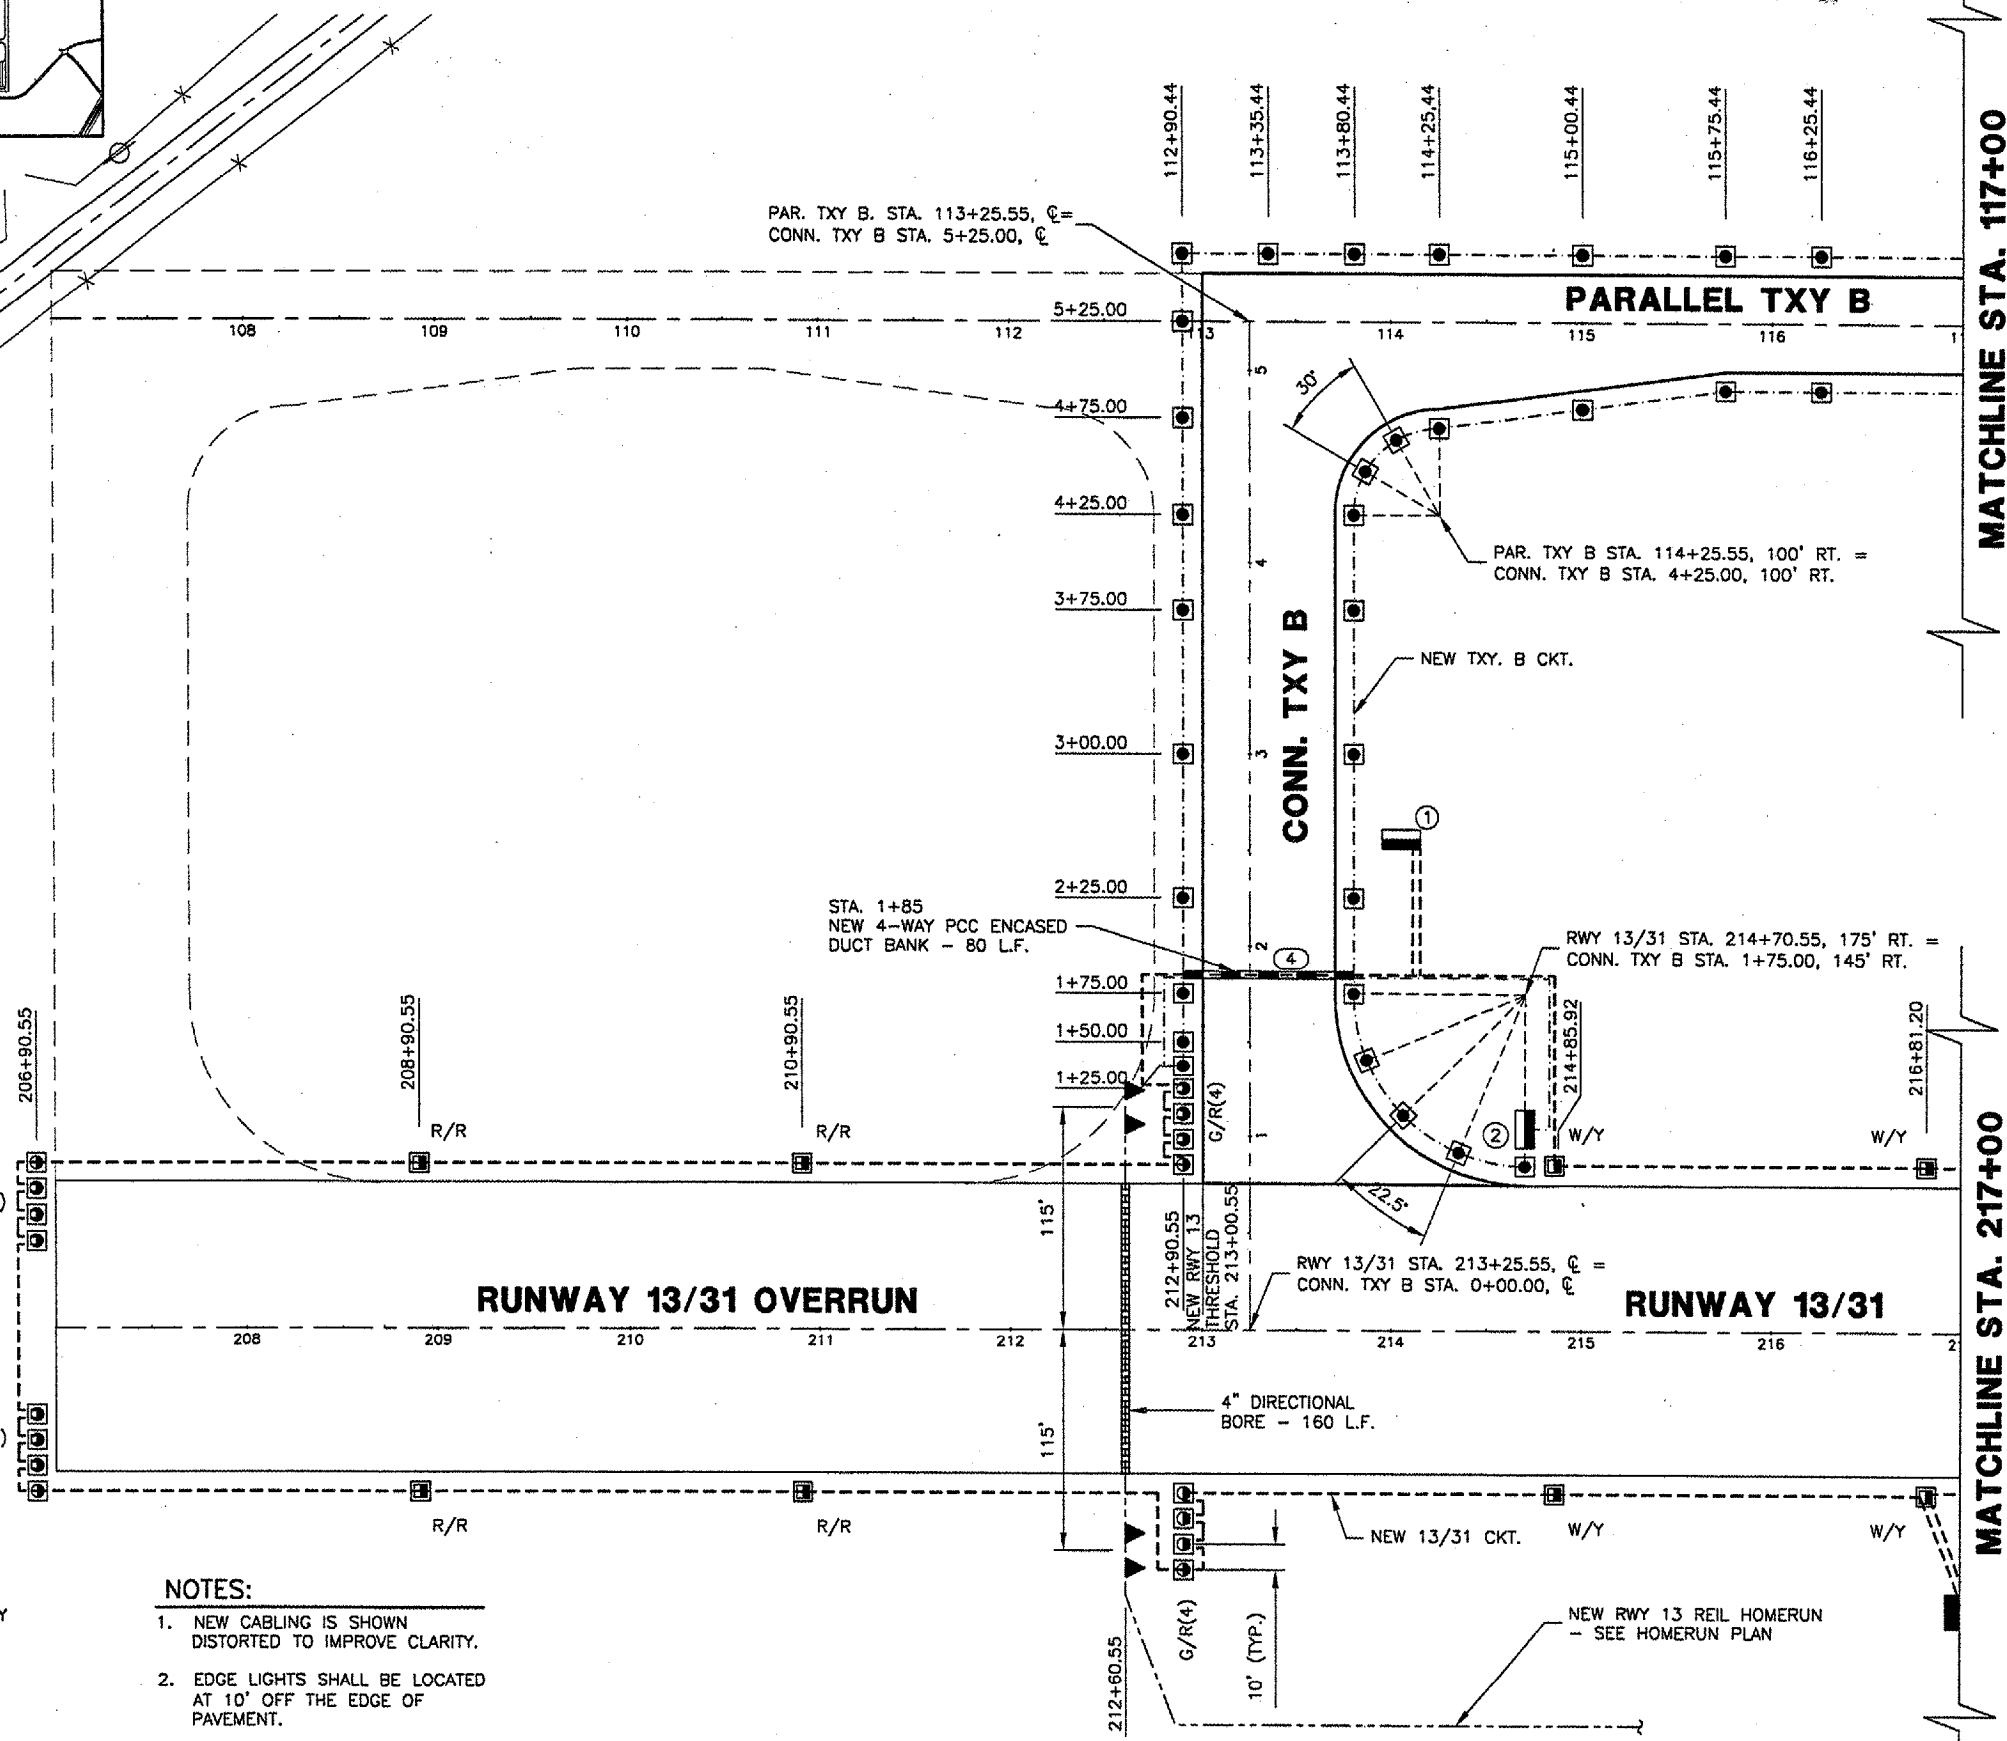 112+90.44
113+35.44
113+80.44
114+25.44
115+00.44
115+75.44
116+25.44
MATCHLINE STA. 117+00
PAR. TXY B. STA. 113+25.55, ℄=
CONN. TXY B STA. 5+25.00, ℄
PARALLEL TXY B
5+25.00
108
109
110
111
112
113
114
115
116
5
30°
4+75.00
4+25.00
4
PAR. TXY B STA. 114+25.55, 100' RT. =
CONN. TXY B STA. 4+25.00, 100' RT.
3+75.00
CONN. TXY B
NEW TXY. B CKT.
3+00.00
3
1
2+25.00
STA. 1+85
NEW 4-WAY PCC ENCASED
DUCT BANK - 80 L.F.
2
4
RWY 13/31 STA. 214+70.55, 175' RT. =
CONN. TXY B STA. 1+75.00, 145' RT.
1+75.00
1+50.00
1+25.00
206+90.55
208+90.55
210+90.55
214+85.92
216+81.20
R/R
R/R
G/R(4)
1
2
W/Y
W/Y
22.5°
115'
212+90.55
NEW RWY 13
THRESHOLD
STA. 213+00.55
RWY 13/31 STA. 213+25.55, ℄ =
CONN. TXY B STA. 0+00.00, ℄
RUNWAY 13/31 OVERRUN
RUNWAY 13/31
MATCHLINE STA. 217+00
208
209
210
211
212
213
214
215
216
115'
4" DIRECTIONAL
BORE - 160 L.F.
R/R
R/R
NEW 13/31 CKT.
W/Y
W/Y
G/R(4)
10' (TYP.)
212+60.55
NEW RWY 13 REIL HOMERUN
- SEE HOMERUN PLAN
NOTES:
1. NEW CABLING IS SHOWN
DISTORTED TO IMPROVE CLARITY.
2. EDGE LIGHTS SHALL BE LOCATED
AT 10' OFF THE EDGE OF
PAVEMENT.